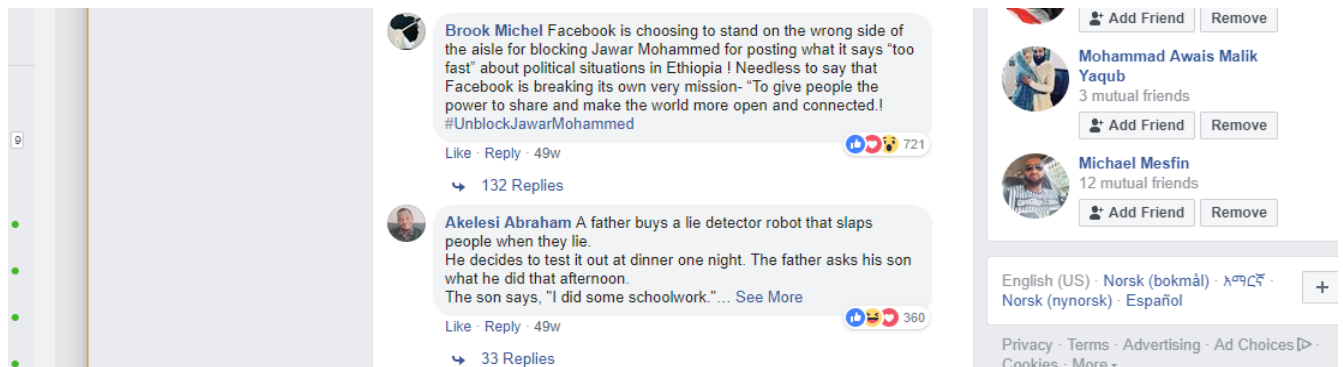 Brook Michel Facebook is choosing to stand on the wrong side of
the aisle for blocking Jawar Mohammed for posting what it says “too
fast” about political situations in Ethiopia ! Needless to say that
Facebook is breaking its own very mission- “To give people the
power to share and make the world more open and connected.!
#UnblockJawarMohammed
721
Like · Reply · 49w
132 Replies
Akelesi Abraham A father buys a lie detector robot that slaps
people when they lie.
He decides to test it out at dinner one night. The father asks his son
what he did that afternoon.
The son says, "I did some schoolwork."... See More
360
Like · Reply · 49w
33 Replies
Add Friend Remove
Mohammad Awais Malik
Yaqub
3 mutual friends
Add Friend Remove
Michael Mesfin
12 mutual friends
Add Friend Remove
English (US) · Norsk (bokmål) · አማርኛ ·
Norsk (nynorsk) · Español
+
Privacy · Terms · Advertising · Ad Choices ·
Cookies · More